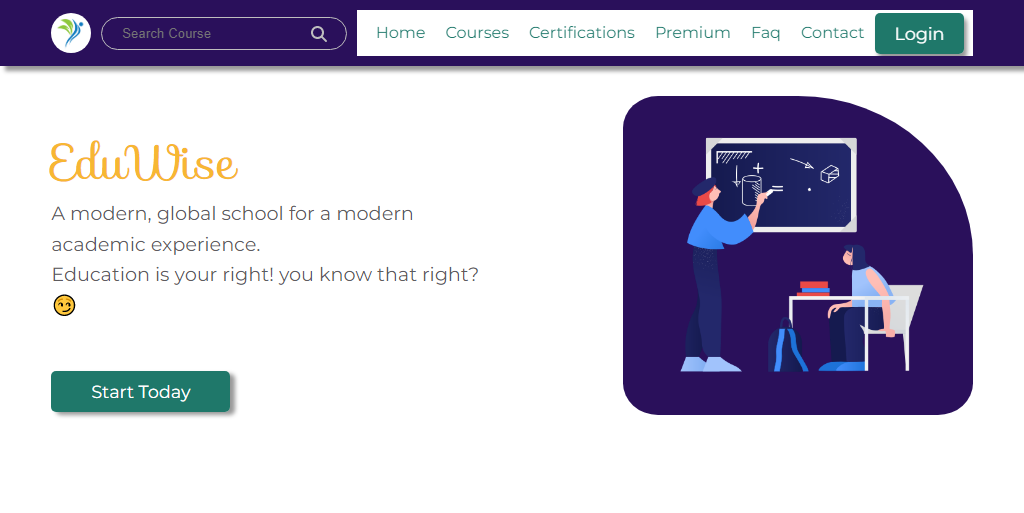 Search Course
Home Courses Certifications Premium Faq Contact Login
EduWise
A modern, global school for a modern
academic experience.
Education is your right! you know that right?
😏
Start Today